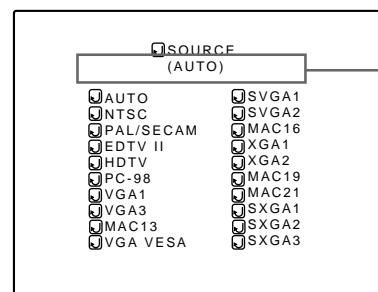 SOURCE
(AUTO)
AUTO
NTSC
PAL/SECAM
EDTV II
HDTV
PC-98
VGA1
VGA3
MAC13
VGA VESA
SVGA1
SVGA2
MAC16
XGA1
XGA2
MAC19
MAC21
SXGA1
SXGA2
SXGA3